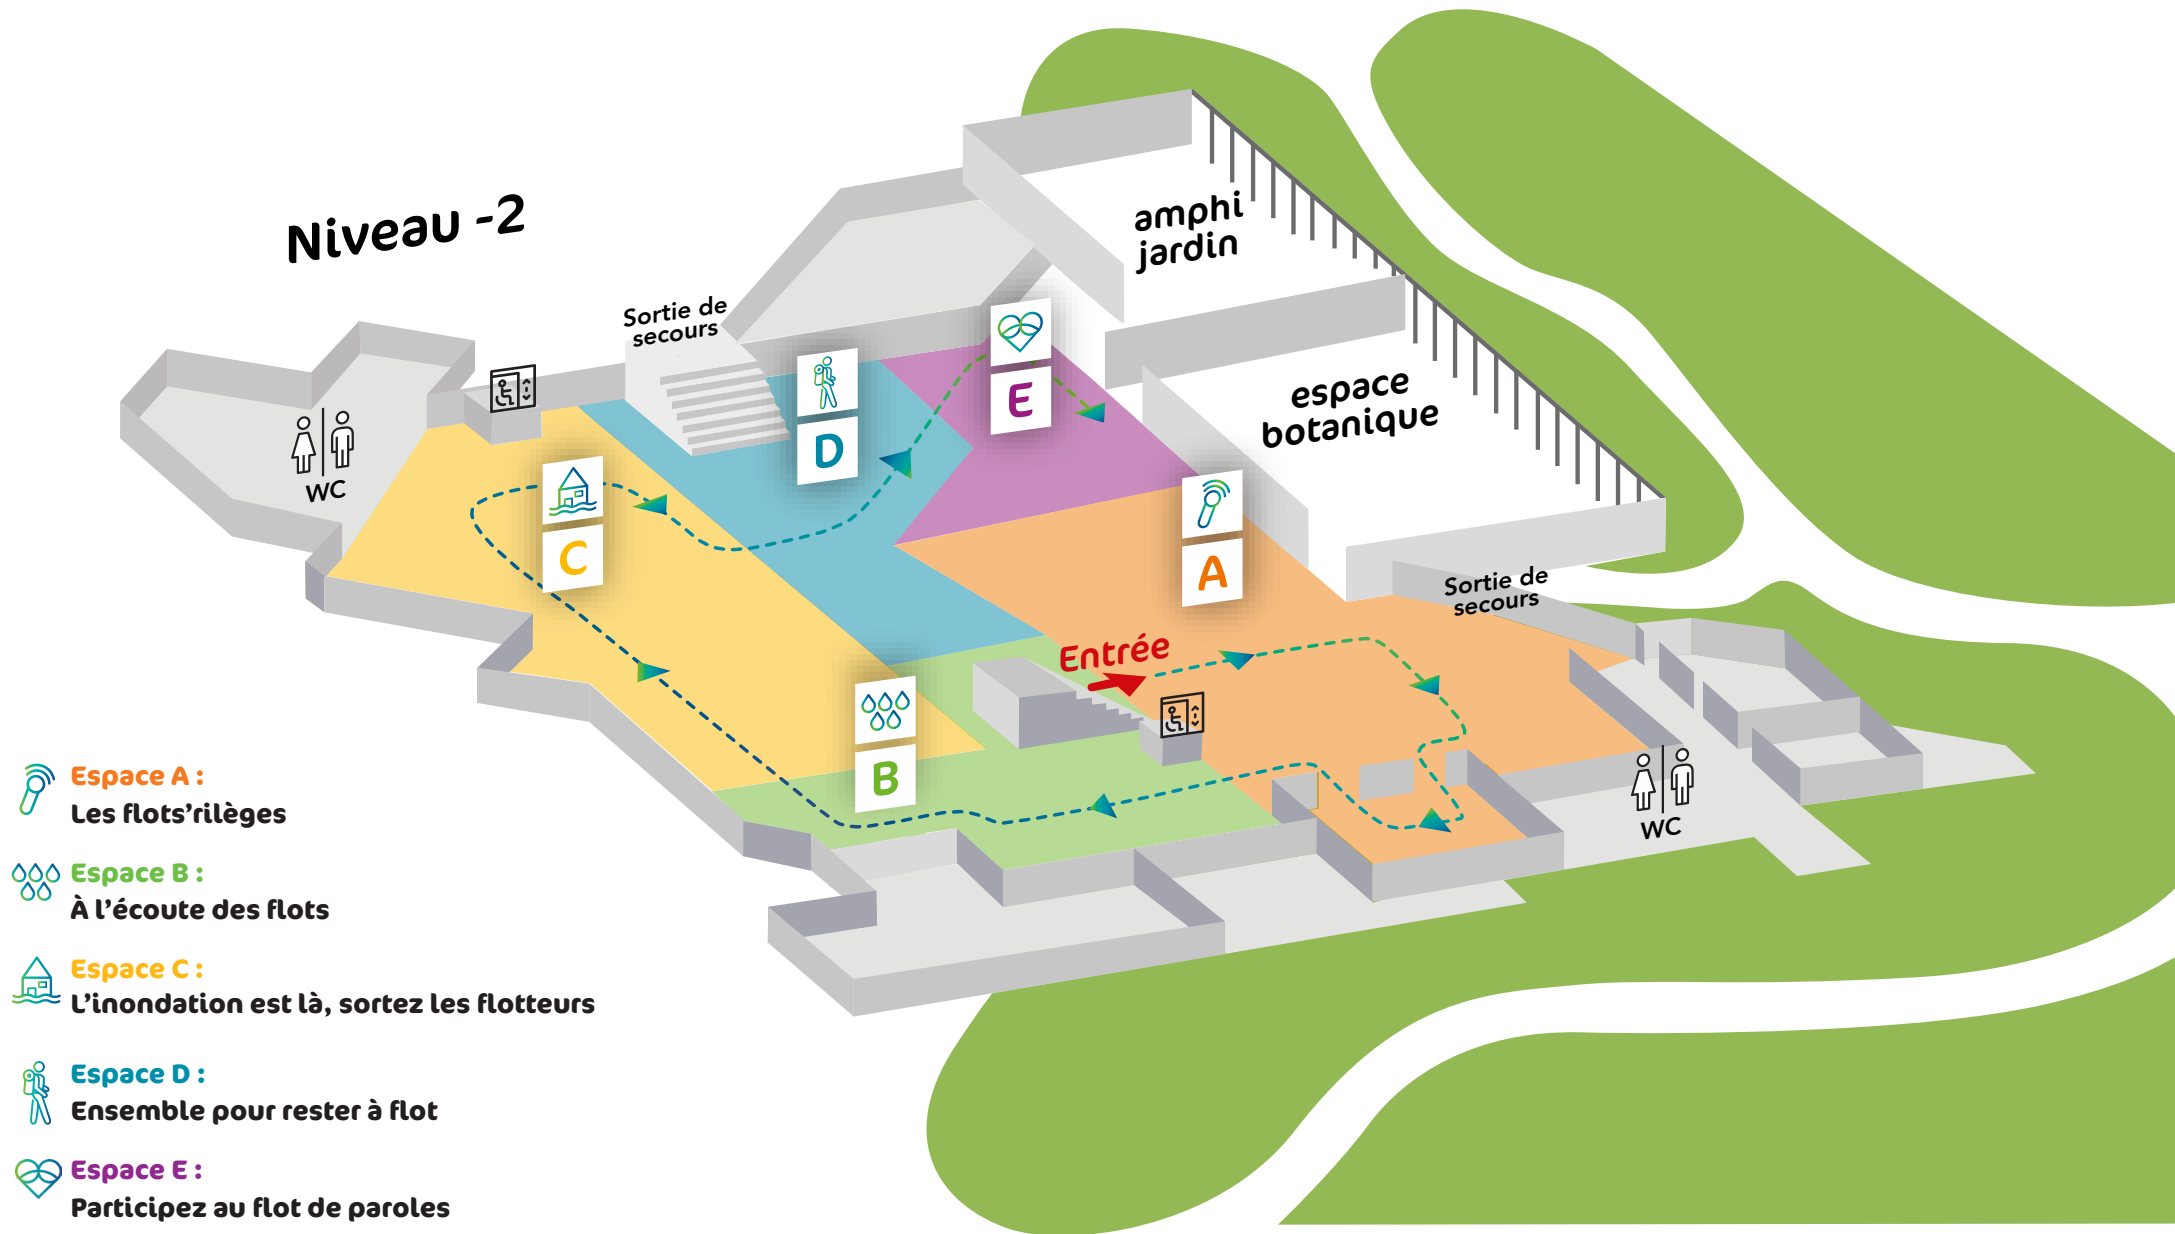 Niveau -2
amphi
jardin
Sortie de
secours
D
E
espace
botanique
WC
C
A
Sortie de
secours
Entrée
B
WC
Espace A :
Les flots’rilèges
Espace B :
À l’écoute des flots
Espace C :
L’inondation est là, sortez les flotteurs
Espace D :
Ensemble pour rester à flot
Espace E :
Participez au flot de paroles